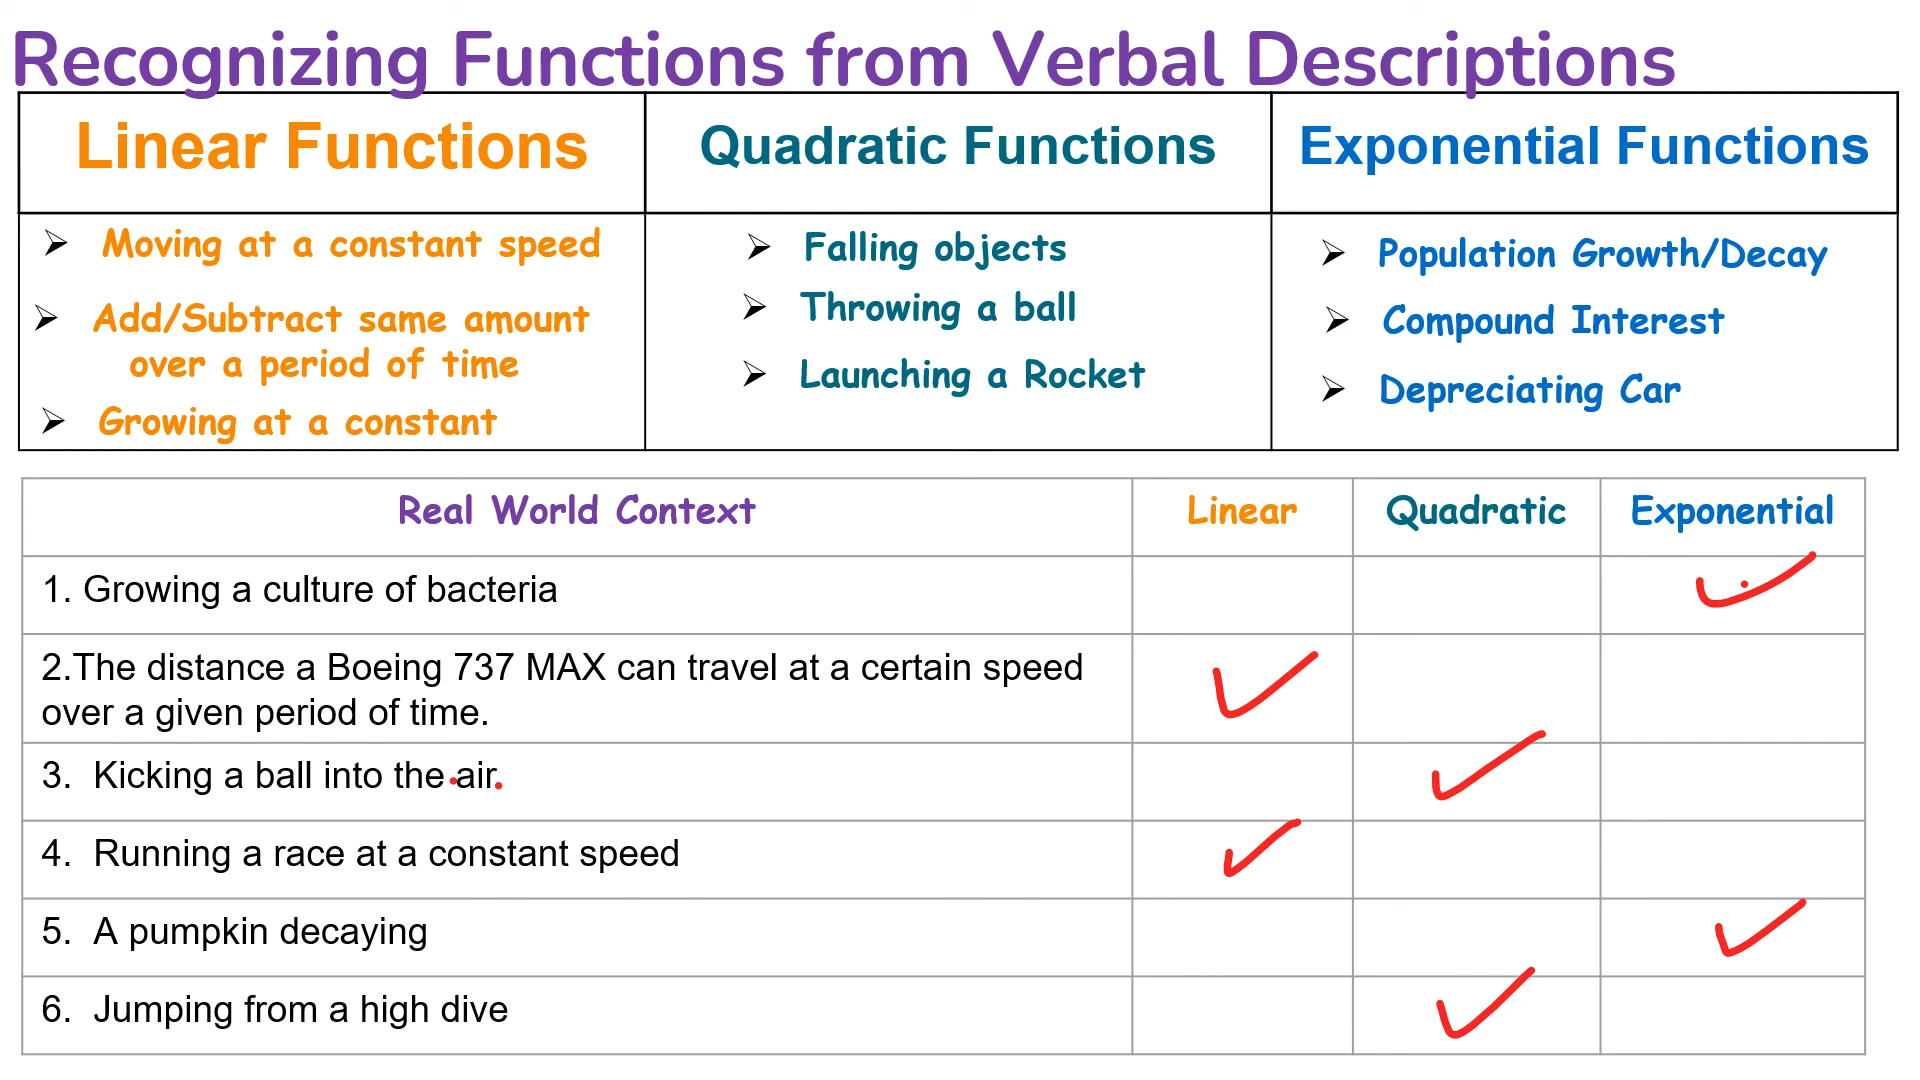 Recognizing Functions from Verbal Descriptions
Linear Functions
Quadratic Functions
Exponential Functions
➢ Moving at a constant speed
➢ Add/Subtract same amount
over a period of time
➢ Growing at a constant
➢ Falling objects
➢ Throwing a ball
➢ Launching a Rocket
➢ Population Growth/Decay
➢ Compound Interest
➢ Depreciating Car
Real World Context
Linear
Quadratic
Exponential
1. Growing a culture of bacteria
2.The distance a Boeing 737 MAX can travel at a certain speed
over a given period of time.
3. Kicking a ball into the air.
4. Running a race at a constant speed
5. A pumpkin decaying
6. Jumping from a high dive